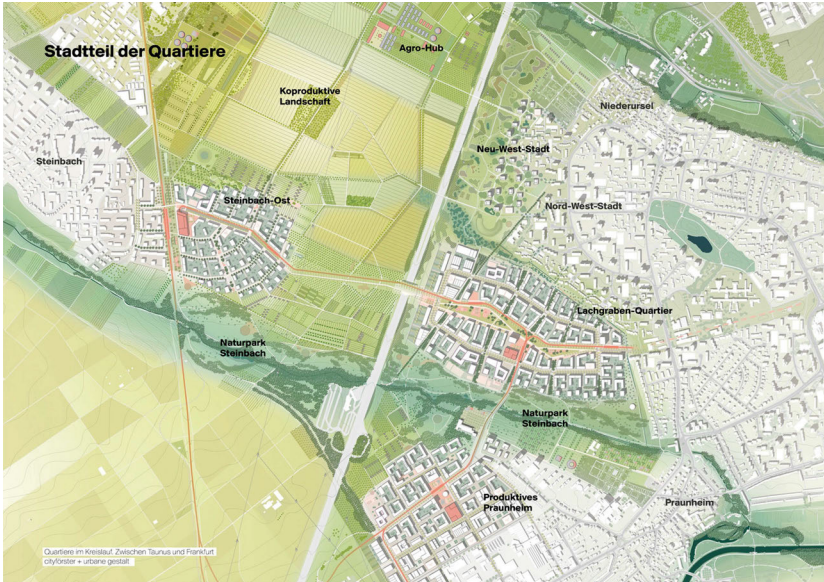 Stadtteil der Quartiere
Agro-Hub
Koproduktive
Landschaft
Niederursel
Neu-West-Stadt
Steinbach
Steinbach-Ost
Nord-West-Stadt
Lachgraben-Quartier
Naturpark
Steinbach
Naturpark
Steinbach
Produktives
Praunheim
Praunheim
Quartiere im Kreislauf. Zwischen Taunus und Frankfurt
cityförster + urbane gestalt